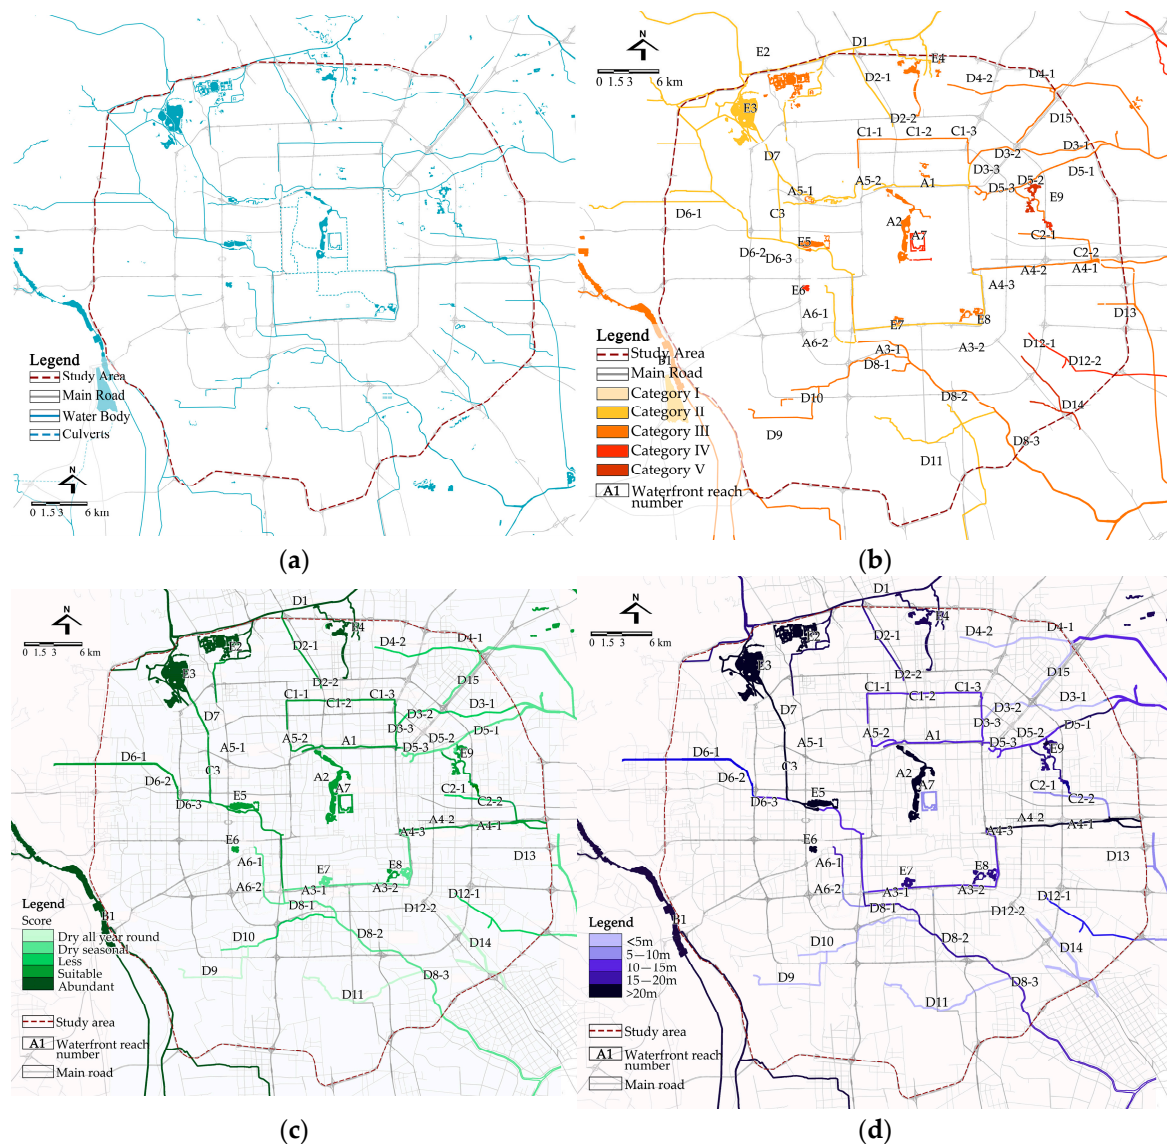 N
0 1.5 3 6 km
Legend
Study Area
Main Road
Water Body
Culverts
(a)
N
0 1.5 3 6 km
D1
E2
E4
D2-1
D4-2
D4-1
E3
D15
D2-2
C1-1
C1-2
C1-3
D7
D3-2
D3-1
D3-3
D5-1
A5-2
A1
D5-2
D5-3
A5-1
E9
D6-1
C3
A2
A7
C2-1
E5
D6-2
D6-3
C2-2
A4-2
A4-1
A4-3
E6
A6-1
D13
E7
E8
A6-2
A3-1
A3-2
D12-1
D8-1
D12-2
B1
D10
D8-2
D14
D9
D8-3
D11
Legend
Study Area
Main Road
Category I
Category II
Category III
Category IV
Category V
A1 Waterfront reach
number
(b)
N
0 1.5 3 6 km
D1
E4
E2
D2-1
D4-2
D4-1
E3
D2-2
D15
C1-1
C1-2
C1-3
D7
D3-2
D3-1
D3-3
D5-1
A5-2
A1
D5-2
D5-3
A5-1
E9
D6-1
C3
A2
A7
D6-2
C2-1
D6-3
E5
C2-2
A4-2
A4-1
A4-3
E6
A6-1
D13
E7
E8
A6-2
A3-1
A3-2
D12-1
D8-1
D12-2
B1
D10
D8-2
D14
D9
D8-3
D11
Legend
Score
Dry all year round
Dry seasonal
Less
Suitable
Abundant
Study area
A1 Waterfront reach
number
Main road
(c)
N
0 1.5 3 6 km
D1
E4
E2
D2-1
D4-2
D4-1
E3
D2-2
D15
C1-1
C1-2
C1-3
D7
D3-2
D3-1
D3-3
D5-1
A5-2
A1
D5-2
D5-3
A5-1
E9
D6-1
C3
A2
A7
D6-2
C2-1
D6-3
E5
C2-2
A4-2
A4-1
A4-3
E6
A6-1
D13
E7
E8
A6-2
A3-1
A3-2
D12-1
D8-1
D12-2
B1
D10
D8-2
D14
D9
D8-3
D11
Legend
<5m
5—10m
10—15m
15—20m
>20m
Study area
A1 Waterfront reach
number
Main road
(d)